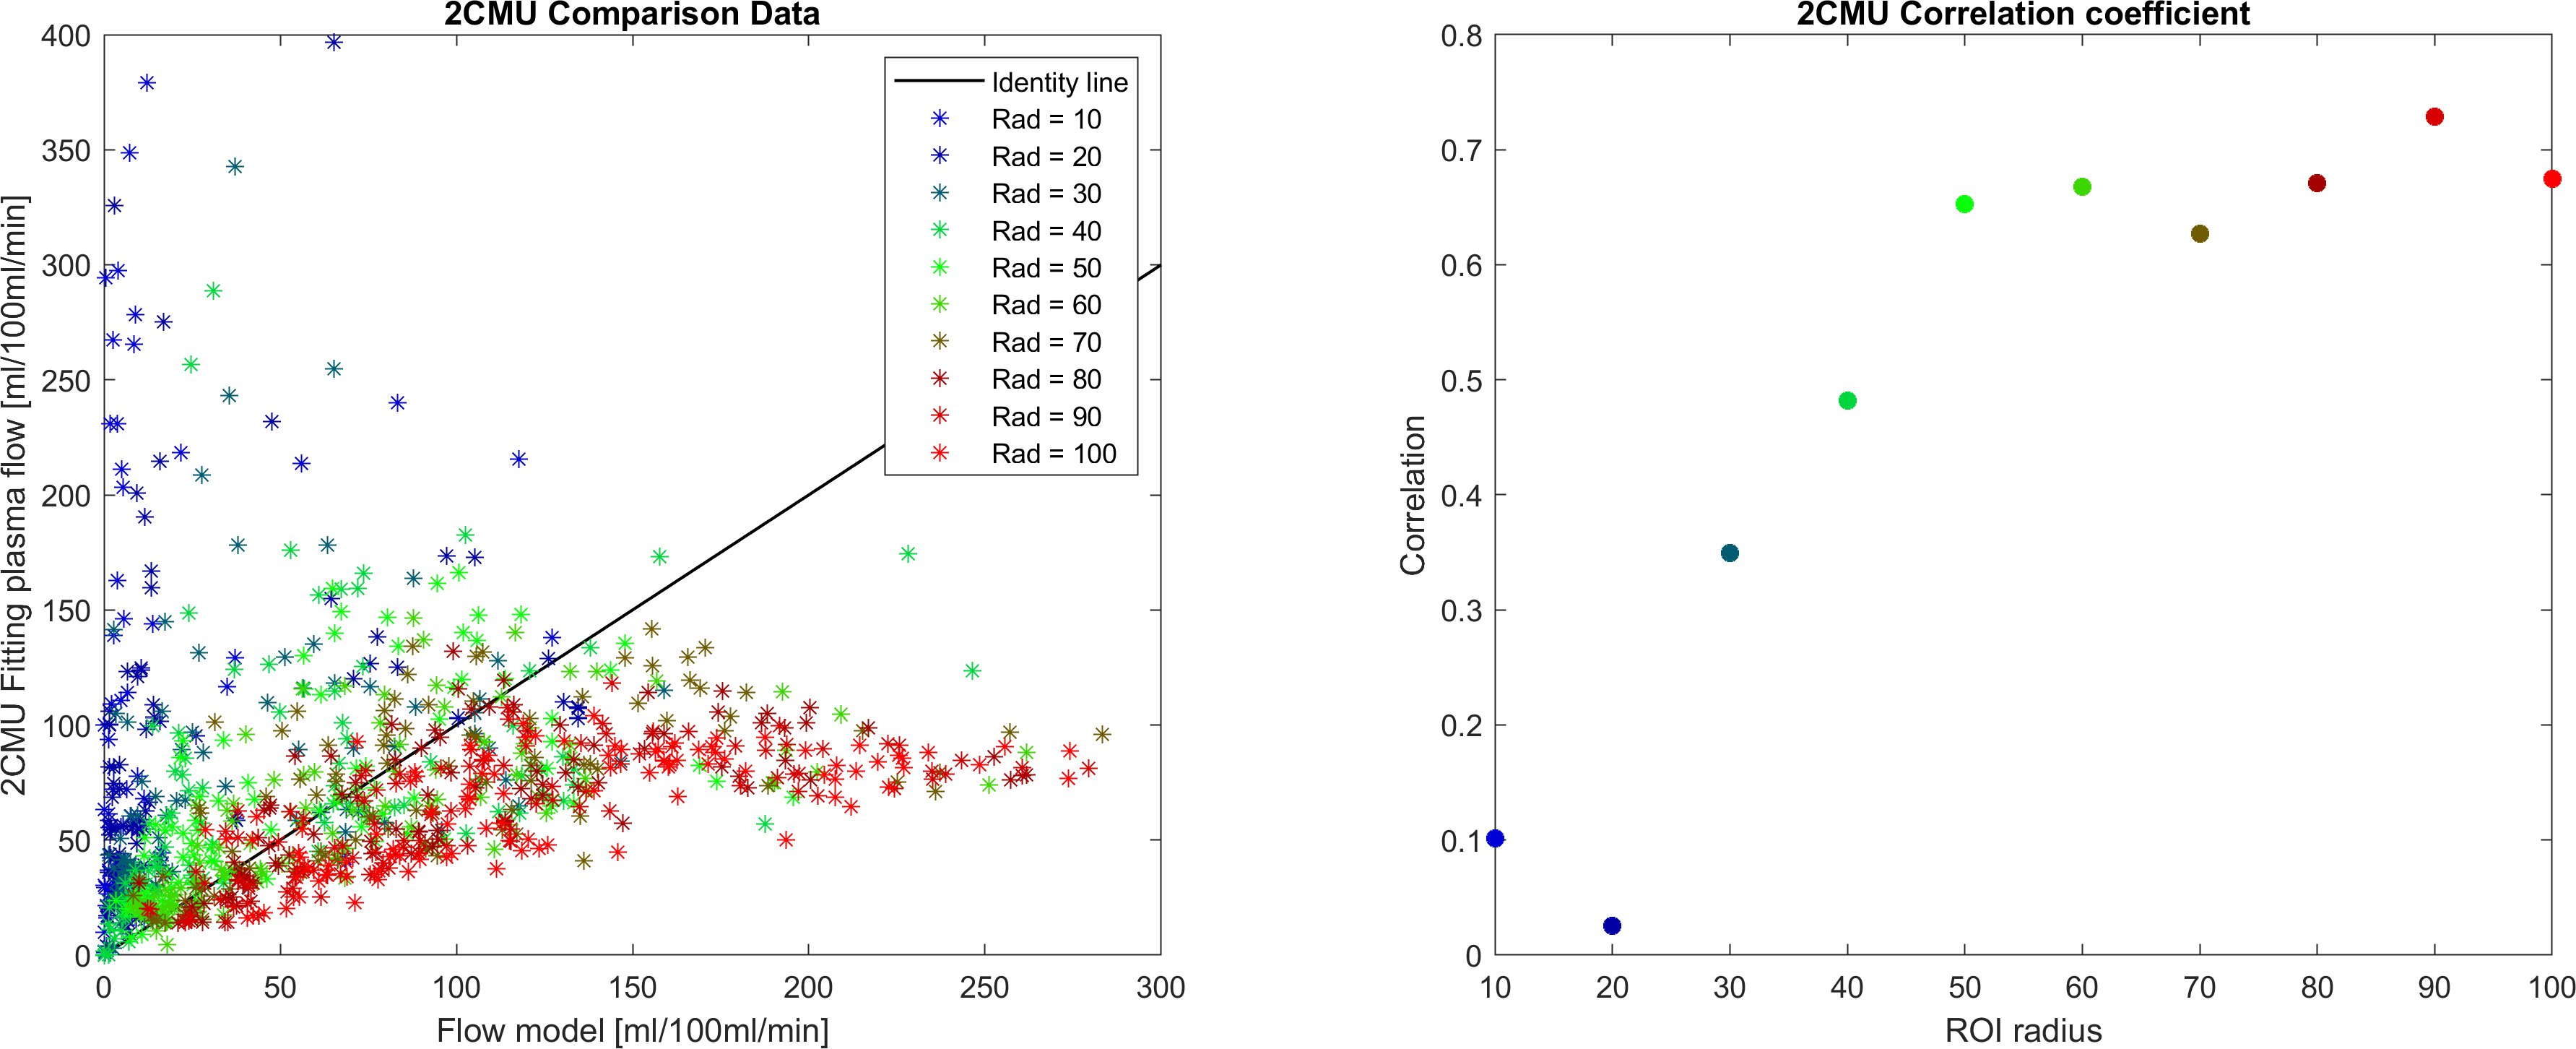 2CMU Comparison Data
400
350
300
250
200
150
100
50
0
0 50 100 150 200 250 300
2CMU Fitting plasma flow [ml/100ml/min]
Flow model [ml/100ml/min]
Identity line
Rad = 10
Rad = 20
Rad = 30
Rad = 40
Rad = 50
Rad = 60
Rad = 70
Rad = 80
Rad = 90
Rad = 100
2CMU Correlation coefficient
0.8
0.7
0.6
0.5
0.4
0.3
0.2
0.1
0
10 20 30 40 50 60 70 80 90 100
Correlation
ROI radius